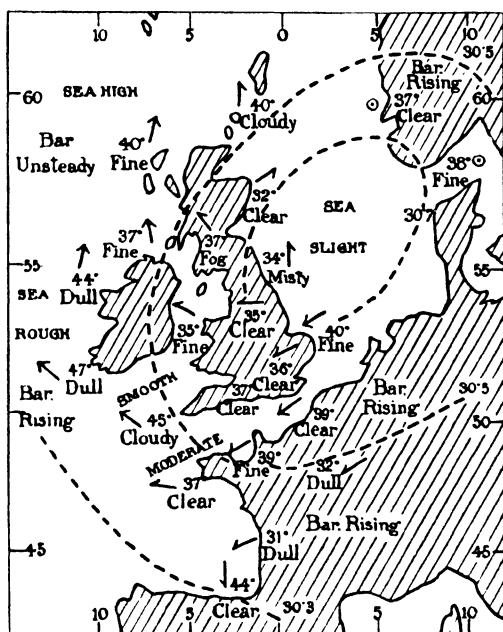 10 5 0 5 10
30·5
60
SEA HIGH
Bar.
Rising
60
40°
Cloudy
37°
Clear
Bar
Unsteady
40°
Fine
38°
Fine
32°
Clear
SEA
SLIGHT
30·7
37°
Fine
37°
Fog
34°
Misty
55
55
44°
Dull
SEA
ROUGH
35°
Fine
35°
Clear
40°
Fine
36°
Clear
47°
Dull
SMOOTH
37°
Clear
Bar.
Rising
Bar.
Rising
30·5
45°
Cloudy
39°
Clear
50
MODERATE
39°
Fine
32°
Dull
37°
Clear
Bar. Rising
31°
Dull
45
45
44°
Clear
30·3
10 5 0 5 10